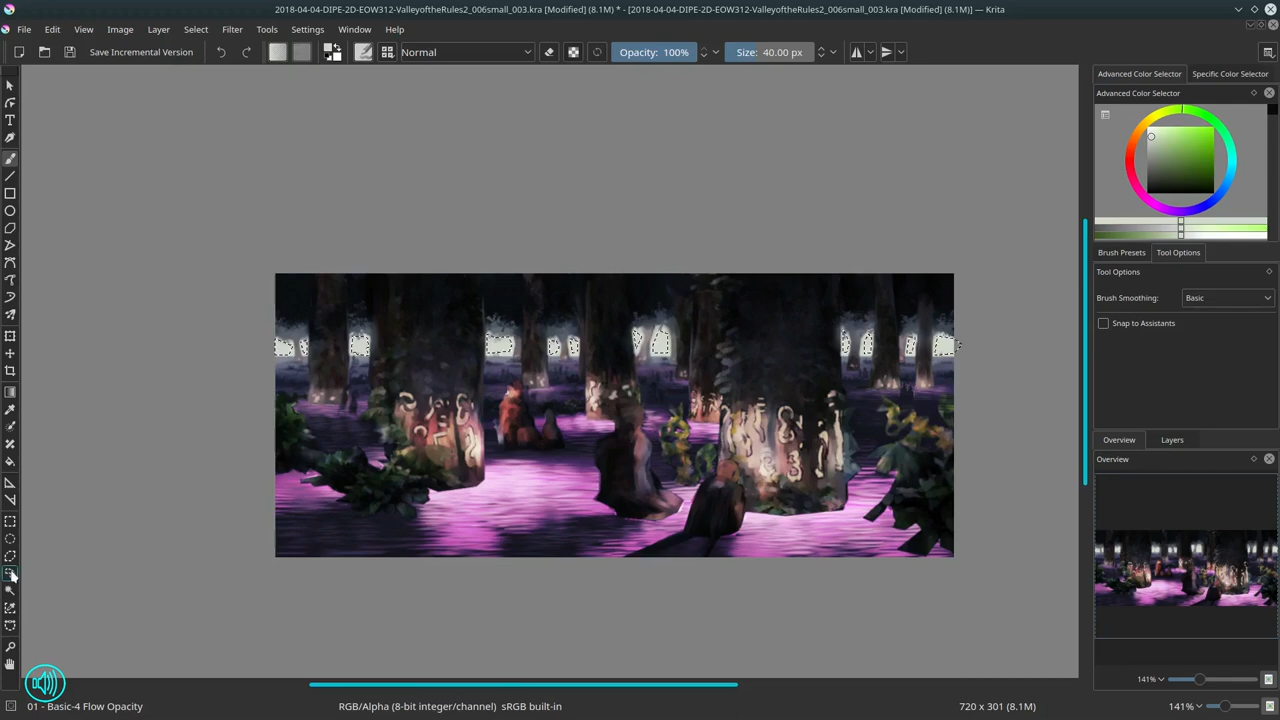 2018-04-04-DIPE-2D-EOW312-ValleyoftheRules2_006small_003.kra [Modified] (8.1M) * - [2018-04-04-DIPE-2D-EOW312-ValleyoftheRules2_006small_003.kra [Modified] (8.1M)] — Krita
File Edit View Image Layer Select Filter Tools Settings Window Help
Save Incremental Version Normal Opacity: 100% Size: 40.00 px
Advanced Color Selector Specific Color Selector
Advanced Color Selector
Brush Presets Tool Options
Tool Options
Brush Smoothing: Basic
Snap to Assistants
Overview Layers
Overview
141%
01 - Basic-4 Flow Opacity RGB/Alpha (8-bit integer/channel) sRGB built-in 720 x 301 (8.1M) 141%